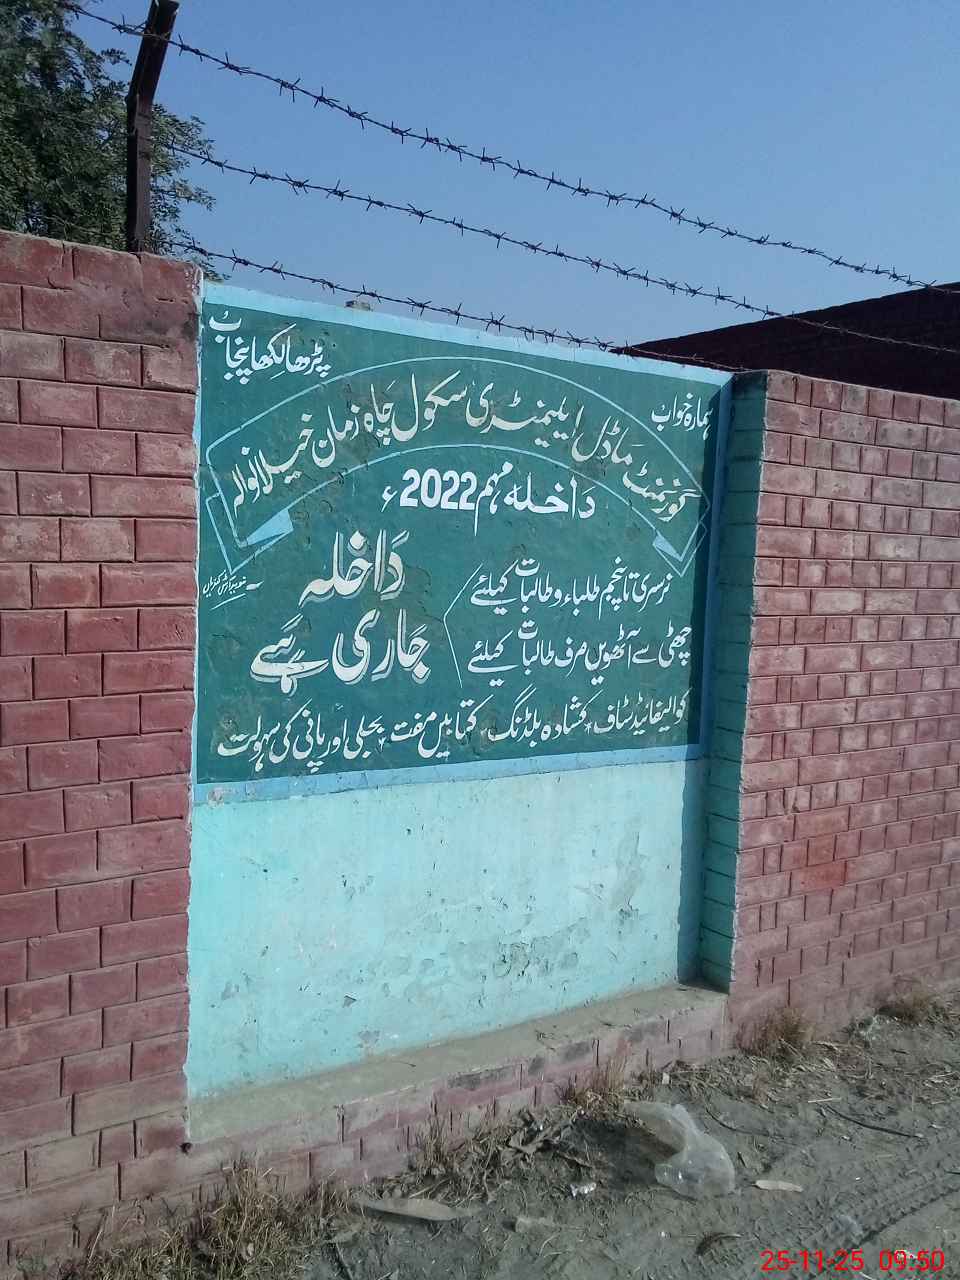 ہمارہ خواب
پڑھا لکھا پنجاب
گورنمنٹ ماڈل ایلیمنٹری سکول چاہ زمان خیلانوالہ
داخلہ مہم 2022ء
نرسری تا پنجم طلباء و طالبات کیلئے
چھٹی سے آٹھویں صرف طالبات کیلئے
داخلہ
جاری ہے
کوالیفائیڈ سٹاف، کشادہ بلڈنگ، کتابیں مفت، بجلی اور پانی کی سہولت
25-11-25 09:50